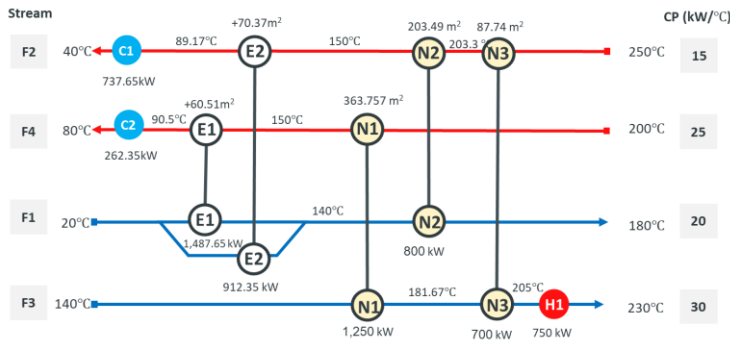 Stream
CP (kW/°C)
+70.37m²
203.49 m²
87.74 m²
F2
40°C
C1
89.17°C
E2
150°C
N2
203.3 °
N3
250°C
15
737.65kW
+60.51m²
363.757 m²
F4
80°C
C2
90.5°C
E1
150°C
N1
200°C
25
262.35kW
F1
20°C
E1
140°C
N2
180°C
20
1,487.65 kW
E2
800 kW
912.35 kW
F3
140°C
N1
181.67°C
N3
205°C
H1
230°C
30
1,250 kW
700 kW
750 kW